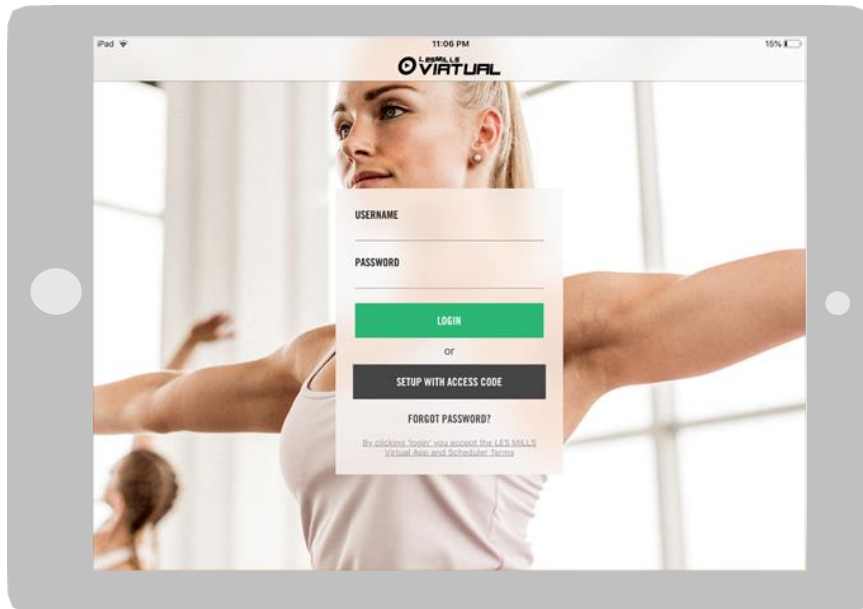 iPad
11:06 PM
15%
LesMills
VIRTUAL
USERNAME
PASSWORD
LOGIN
or
SETUP WITH ACCESS CODE
FORGOT PASSWORD?
By clicking 'login' you accept the LES MILLS
Virtual App and Scheduler Terms